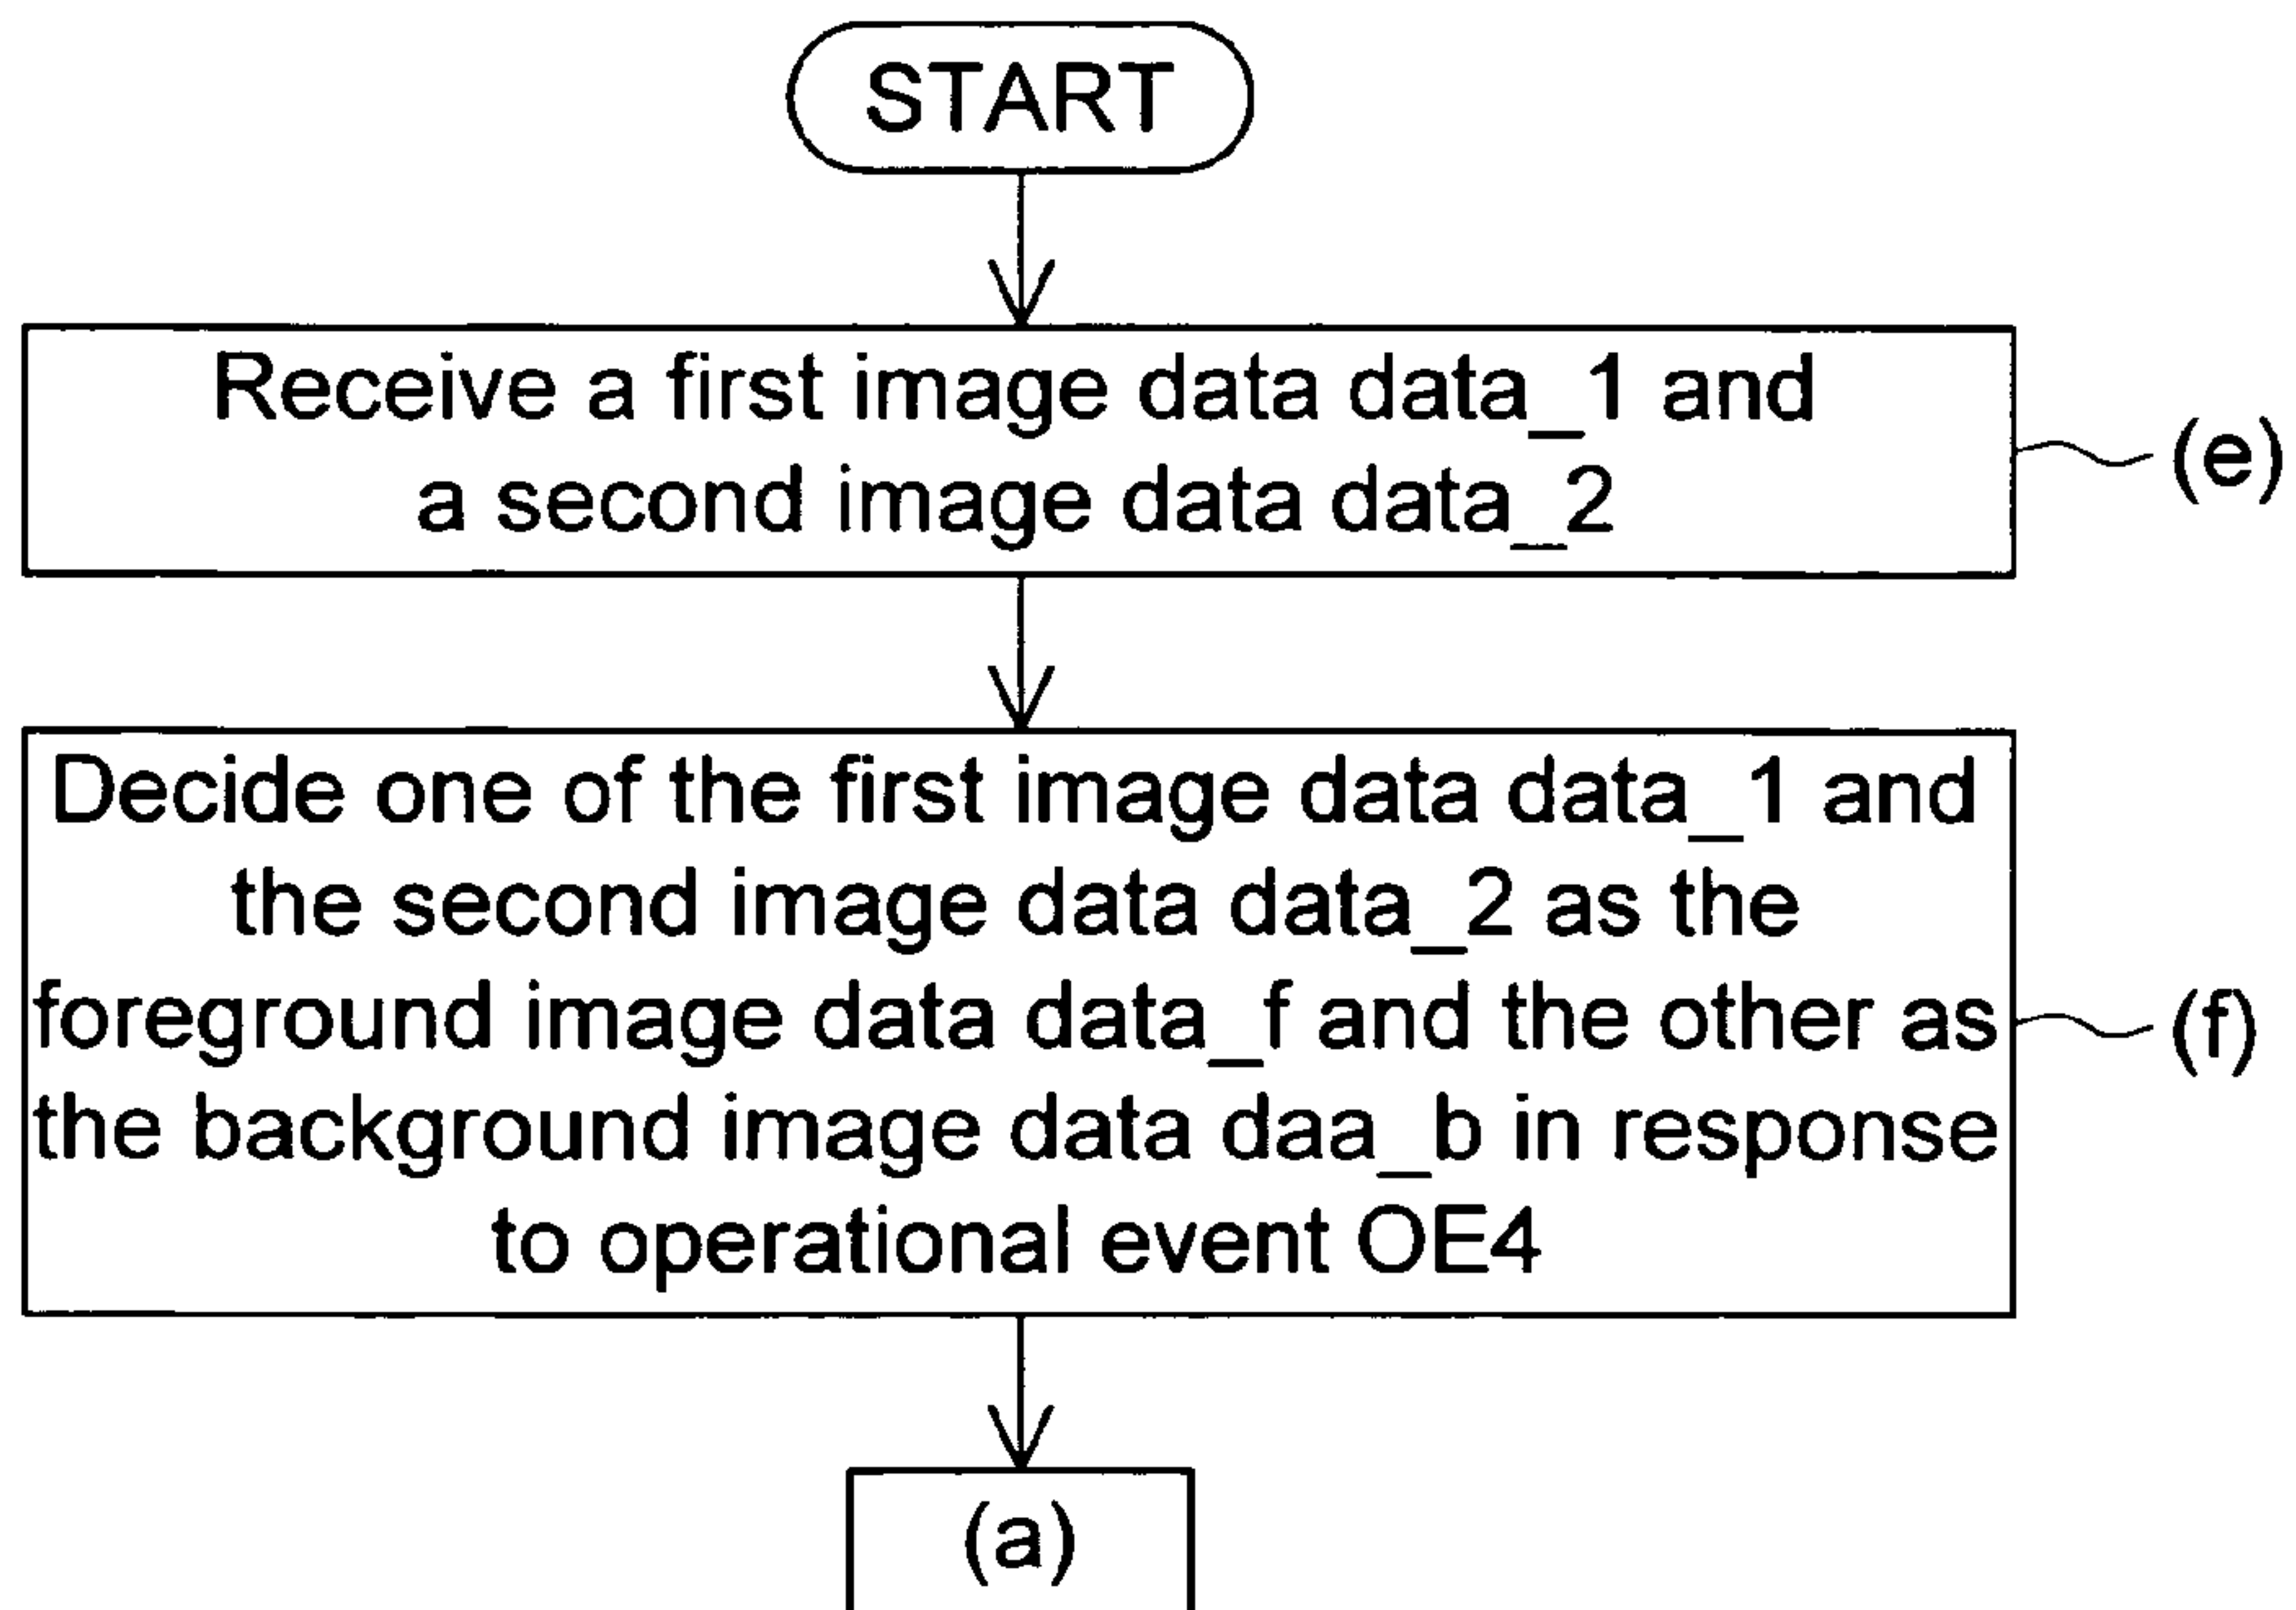 START
Receive a first image data data_1 and
a second image data data_2
(e)
Decide one of the first image data data_1 and
the second image data data_2 as the
foreground image data data_f and the other as
the background image data daa_b in response
to operational event OE4
(f)
(a)